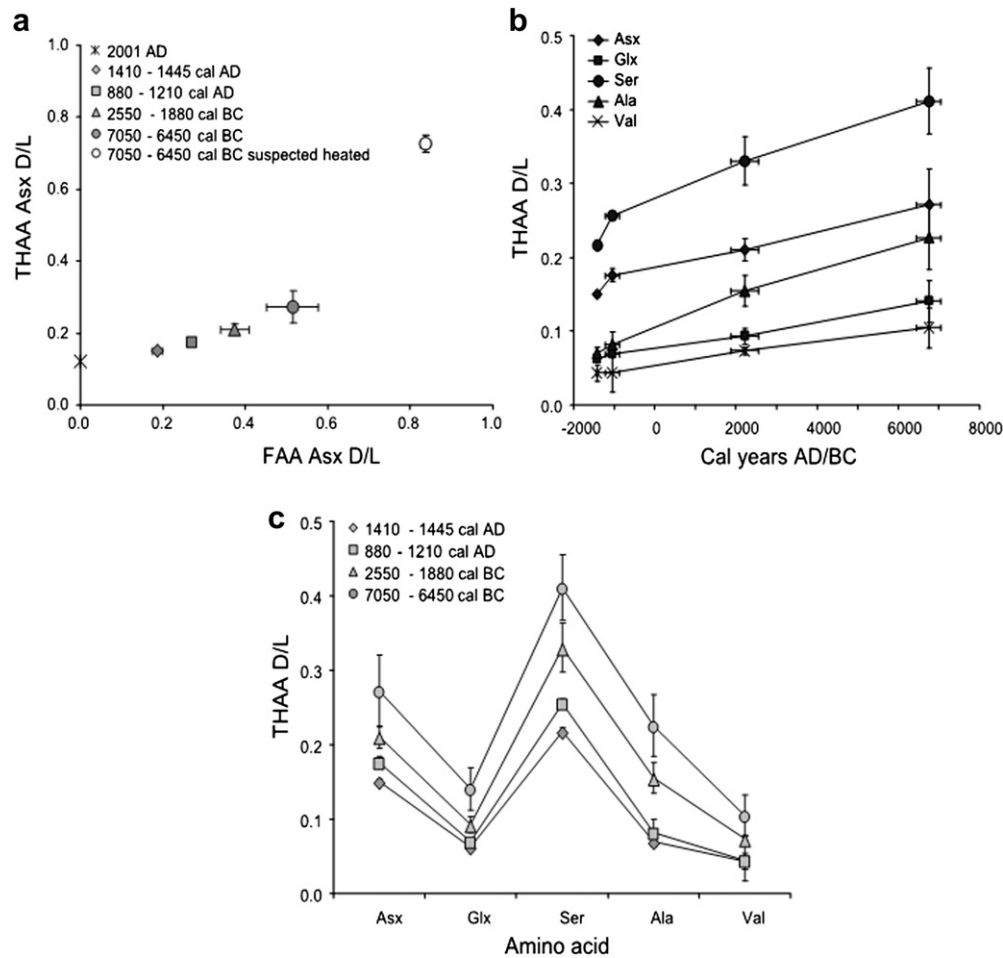 a
1.0
0.8
0.6
0.4
0.2
0.0
THAA Asx D/L
2001 AD
1410 - 1445 cal AD
880 - 1210 cal AD
2550 - 1880 cal BC
7050 - 6450 cal BC
7050 - 6450 cal BC suspected heated
0.0 0.2 0.4 0.6 0.8 1.0
FAA Asx D/L
b
0.5
0.4
0.3
0.2
0.1
0.0
THAA D/L
Asx
Glx
Ser
Ala
Val
-2000 0 2000 4000 6000 8000
Cal years AD/BC
c
0.5
0.4
0.3
0.2
0.1
0.0
THAA D/L
1410 - 1445 cal AD
880 - 1210 cal AD
2550 - 1880 cal BC
7050 - 6450 cal BC
Asx Glx Ser Ala Val
Amino acid